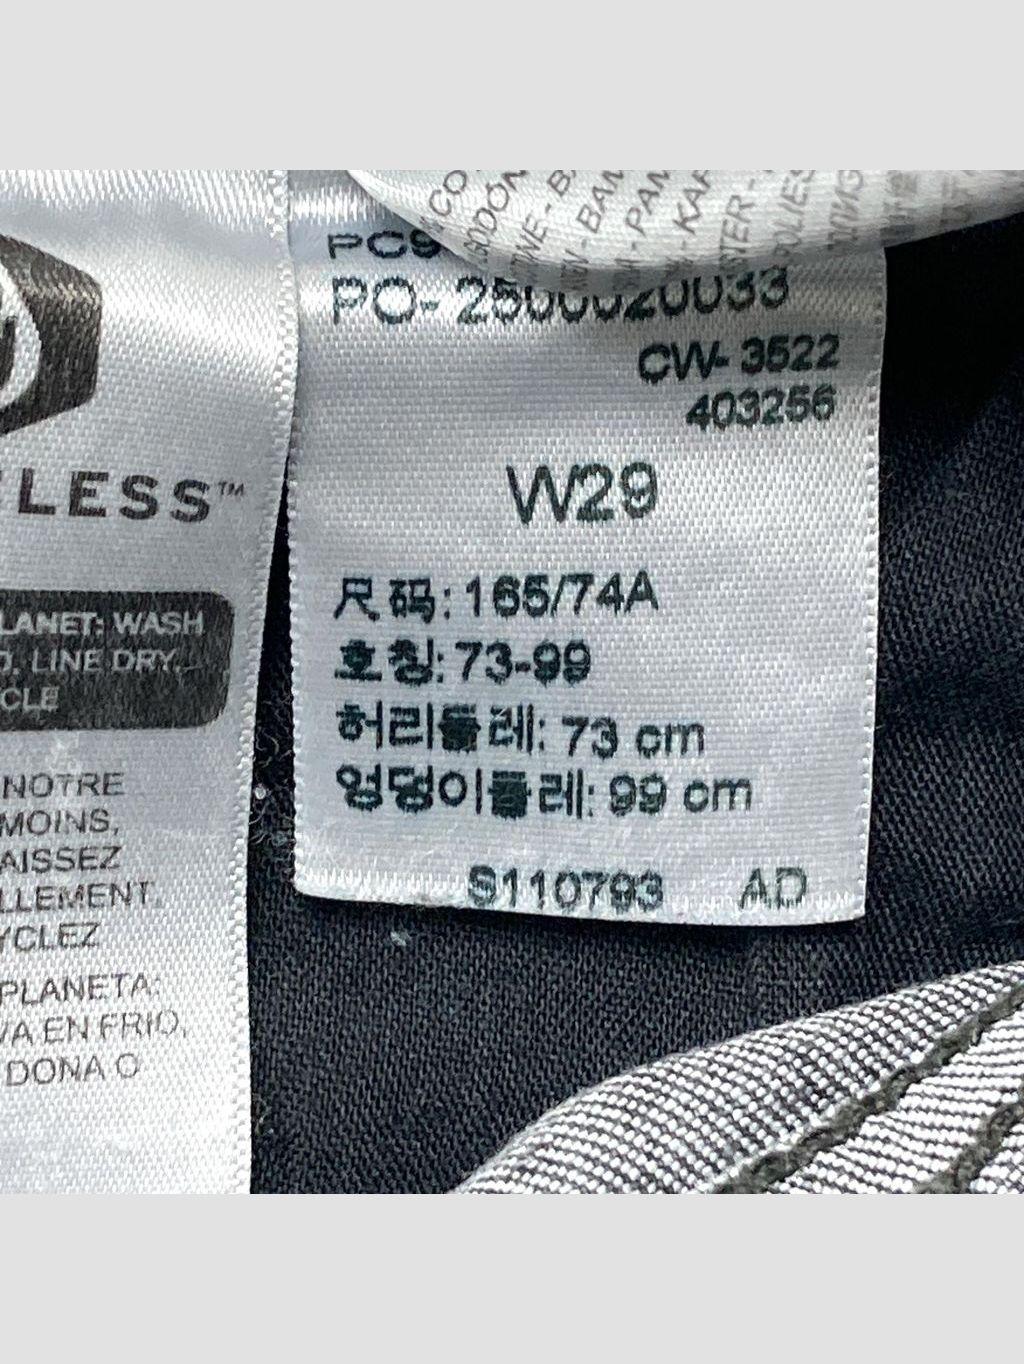 LESS™
LANET: WASH
D, LINE DRY,
CLE
NOTRE
MOINS,
AISSEZ
LLEMENT,
YCLEZ
PLANETA:
VA EN FRIO,
DONA O
PC9
PO- 2500020033
CW- 3522
403256
W29
尺码: 165/74A
호칭: 73-99
허리둘레: 73 cm
엉덩이둘레: 99 cm
S110793 AD